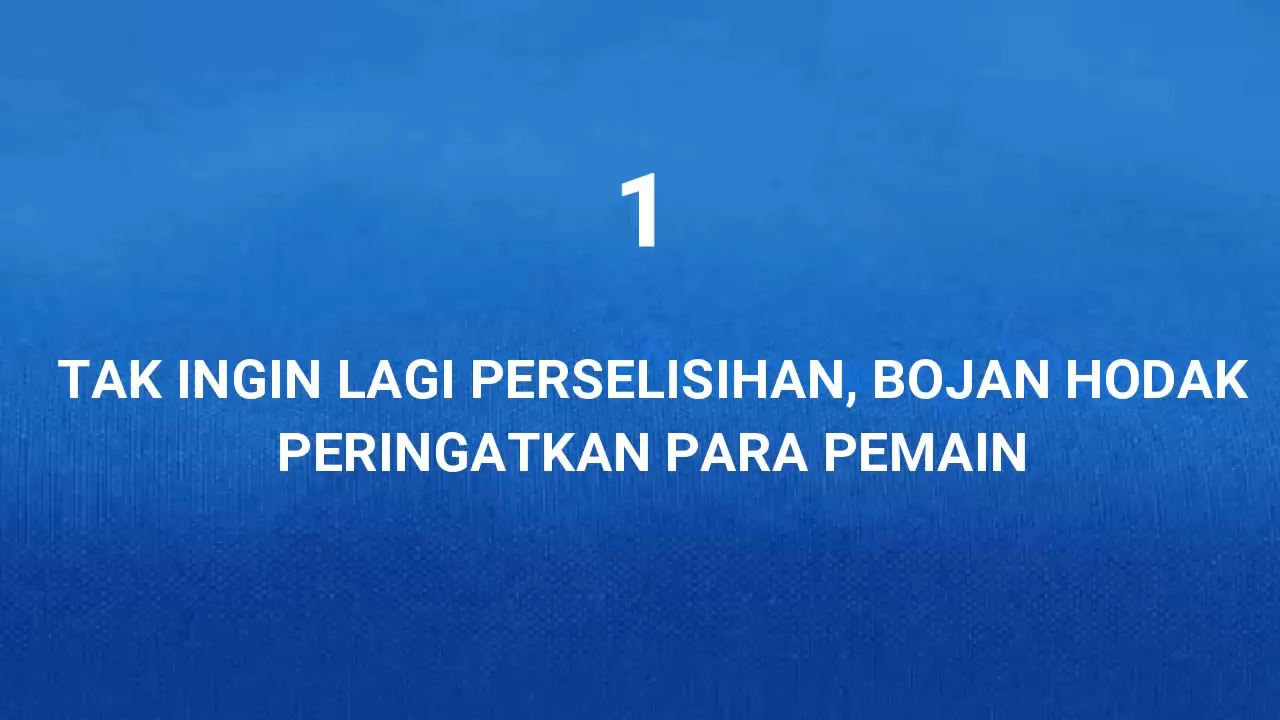 1
TAK INGIN LAGI PERSELISIHAN, BOJAN HODAK
PERINGATKAN PARA PEMAIN